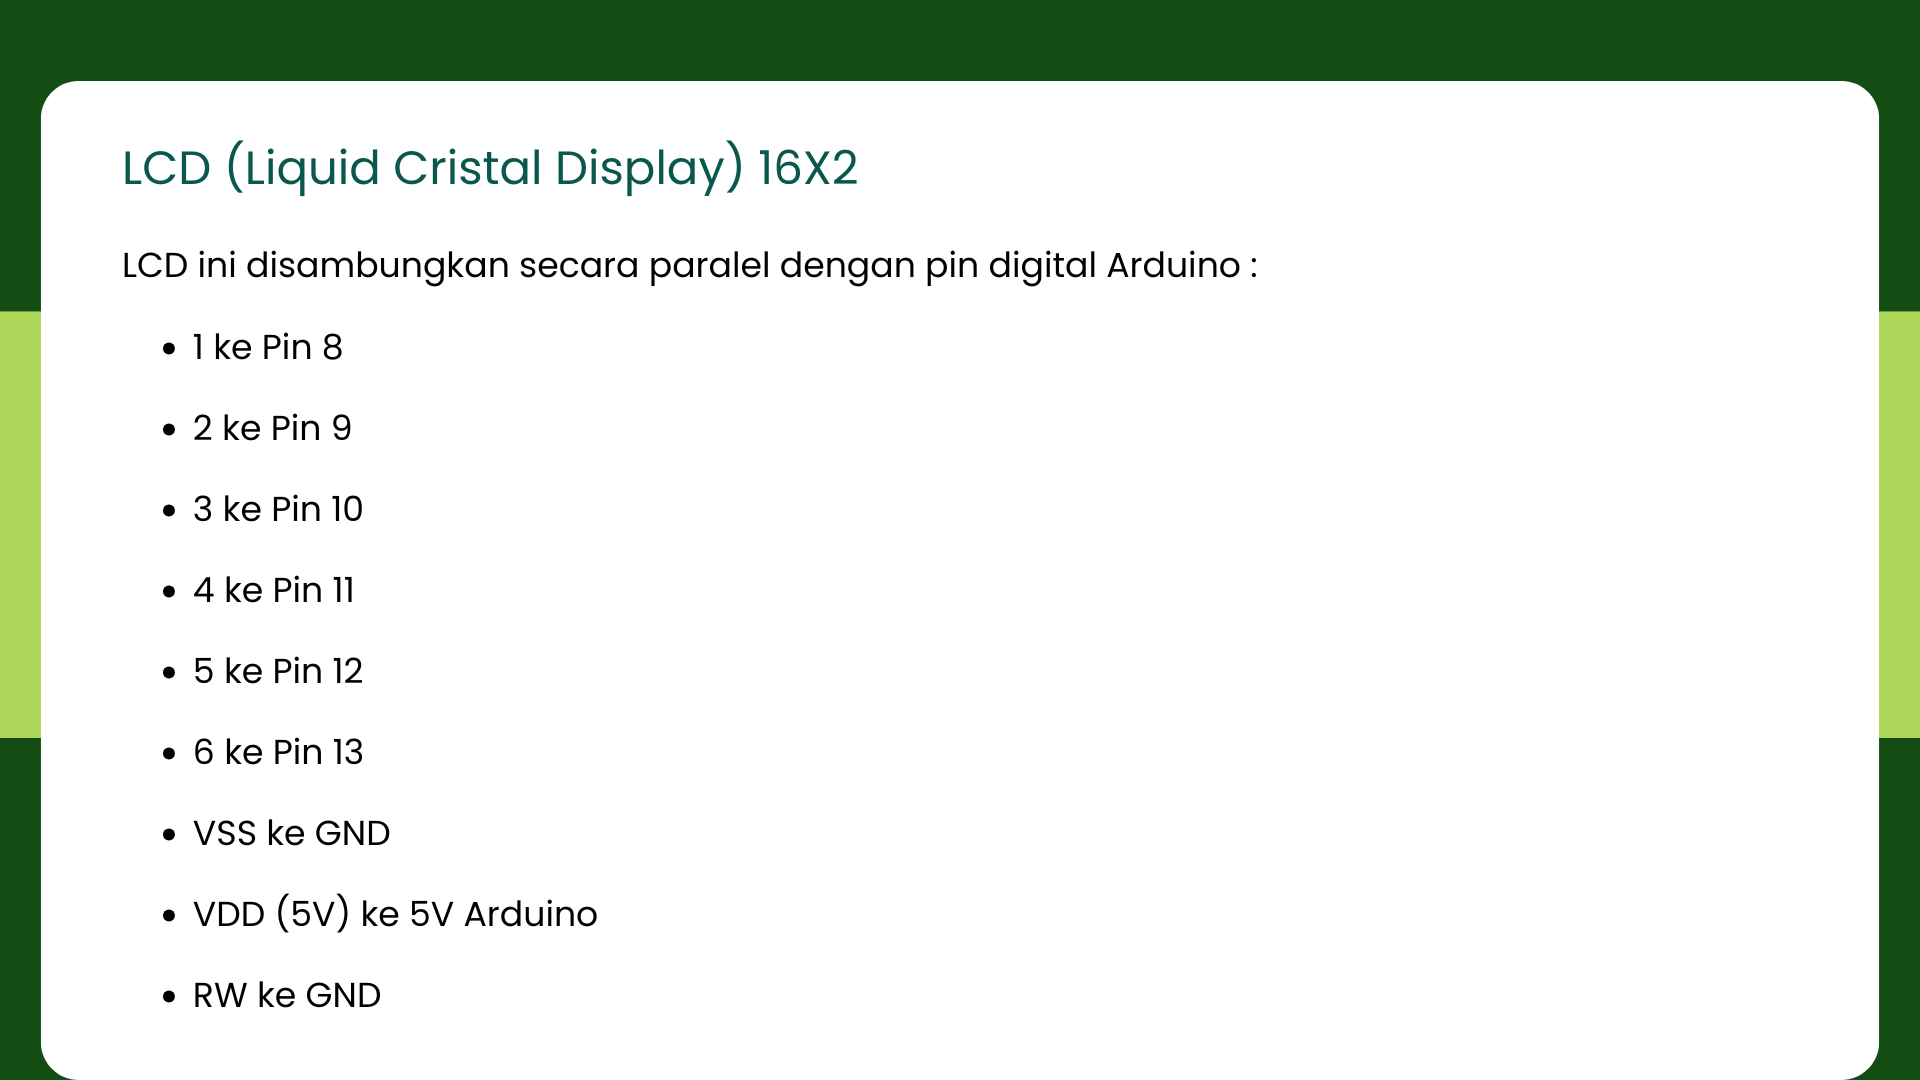 LCD (Liquid Cristal Display) 16X2
LCD ini disambungkan secara paralel dengan pin digital Arduino :
• 1 ke Pin 8
• 2 ke Pin 9
• 3 ke Pin 10
• 4 ke Pin 11
• 5 ke Pin 12
• 6 ke Pin 13
• VSS ke GND
• VDD (5V) ke 5V Arduino
• RW ke GND